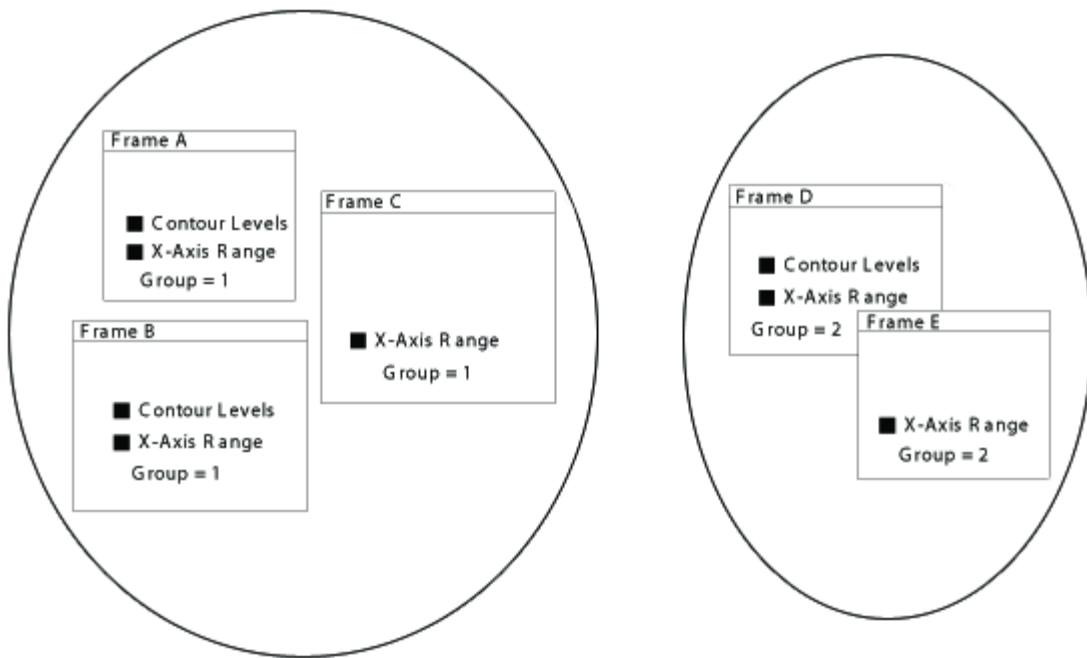 Frame A
Contour Levels
X-Axis Range
Group = 1
Frame B
Contour Levels
X-Axis Range
Group = 1
Frame C
X-Axis Range
Group = 1
Frame D
Contour Levels
X-Axis Range
Group = 2
Frame E
X-Axis Range
Group = 2